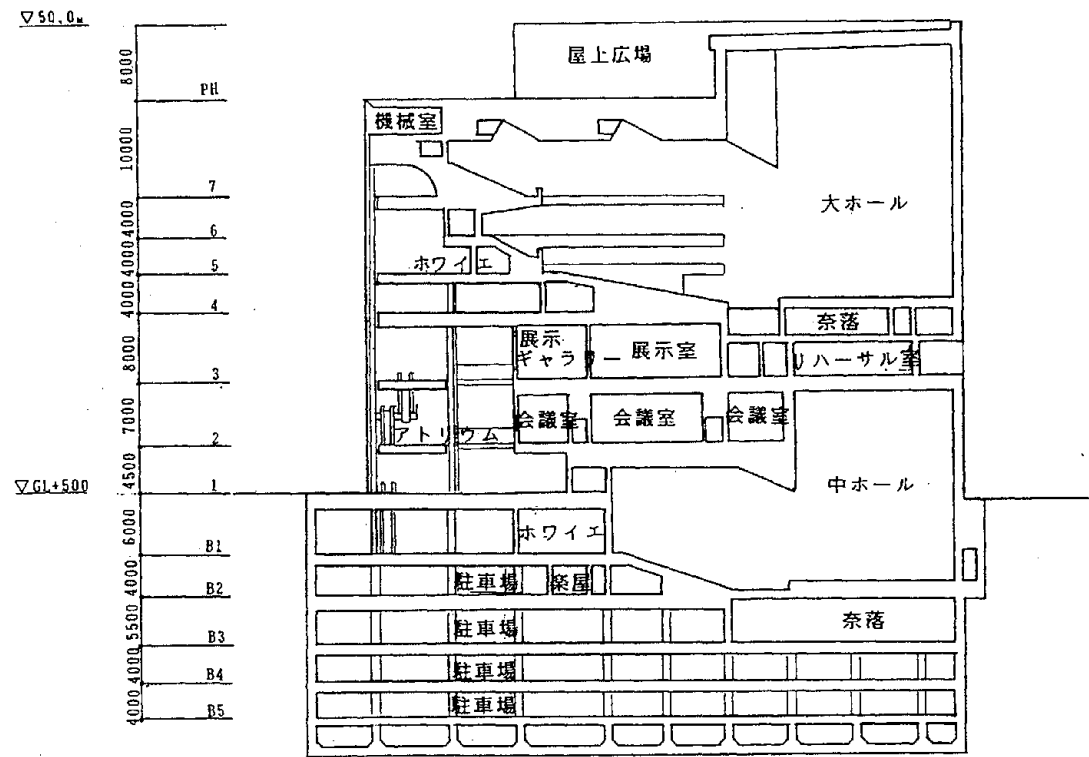 ▽50.0m
8000
PH
10000
7
4000
6
4000
5
4000
4
8000
3
7000
2
4500
▽GL+500
1
6000
B1
4000
B2
5500
B3
4000
B4
4000
B5
屋上広場
機械室
大ホール
ホワイエ
奈落
展示
ギャラリー
展示室
リハーサル室
会議室
会議室
会議室
アトリウム
中ホール
ホワイエ
駐車場
楽屋
駐車場
奈落
駐車場
駐車場